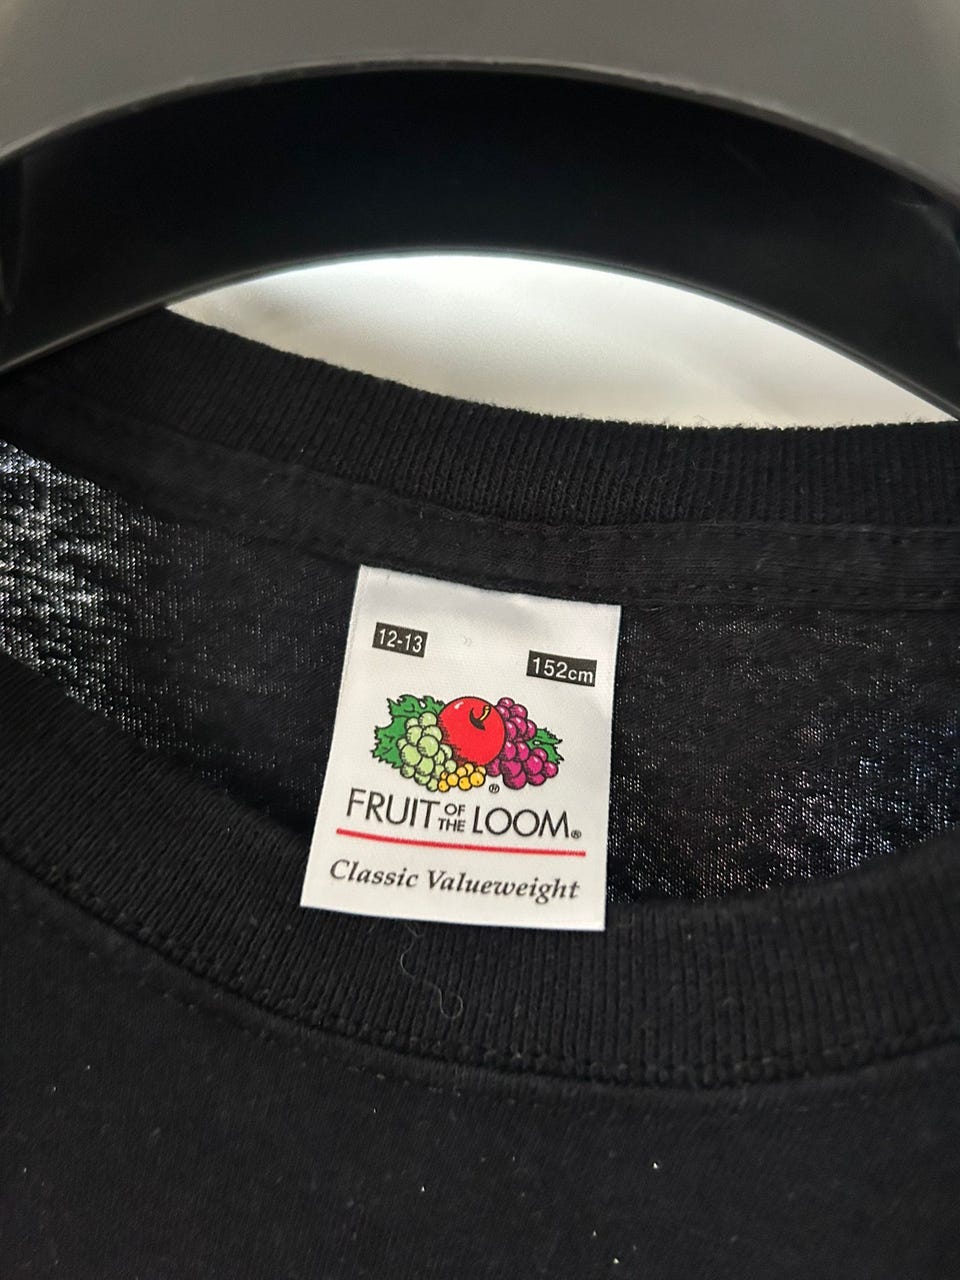 12-13
152cm
®
FRUIT OF THE LOOM®
Classic Valueweight